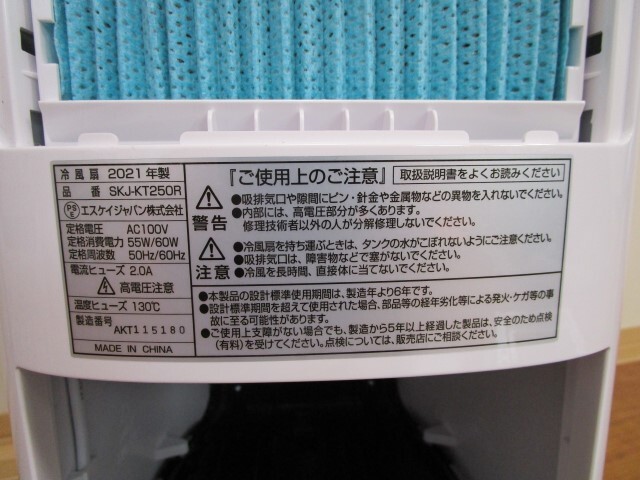 冷風扇 2021年製
品番 SKJ-KT250R
PSE エスケイジャパン株式会社
定格電圧 AC100V
定格消費電力 55W/60W
定格周波数 50Hz/60Hz
電流ヒューズ 2.0A
高電圧注意
温度ヒューズ 130℃
製造番号
AKT115180
MADE IN CHINA
『ご使用上のご注意』 取扱説明書をよくお読みください
警告
●吸排気口や隙間にピン・針金や金属物などの異物を入れないでください。
●内部には、高電圧部分が多くあります。
修理技術者以外の人が分解修理しないでください。
注意
●冷風扇を持ち運ぶときは、タンクの水がこぼれないようにご注意ください。
●吸排気口は、障害物などで塞がないでください。
●冷風を長時間、直接体に当てないでください。
●本製品の設計標準使用期間は、製造年より6年です。
●設計標準期間を超えて使用された場合、部品等の経年劣化等による発火・ケガ等の事
故に至る可能性があります。
●ご使用上支障がない場合でも、製造から5年以上経過した製品は、安全のため点検
(有料)を受けてください。点検については、販売店にご相談ください。